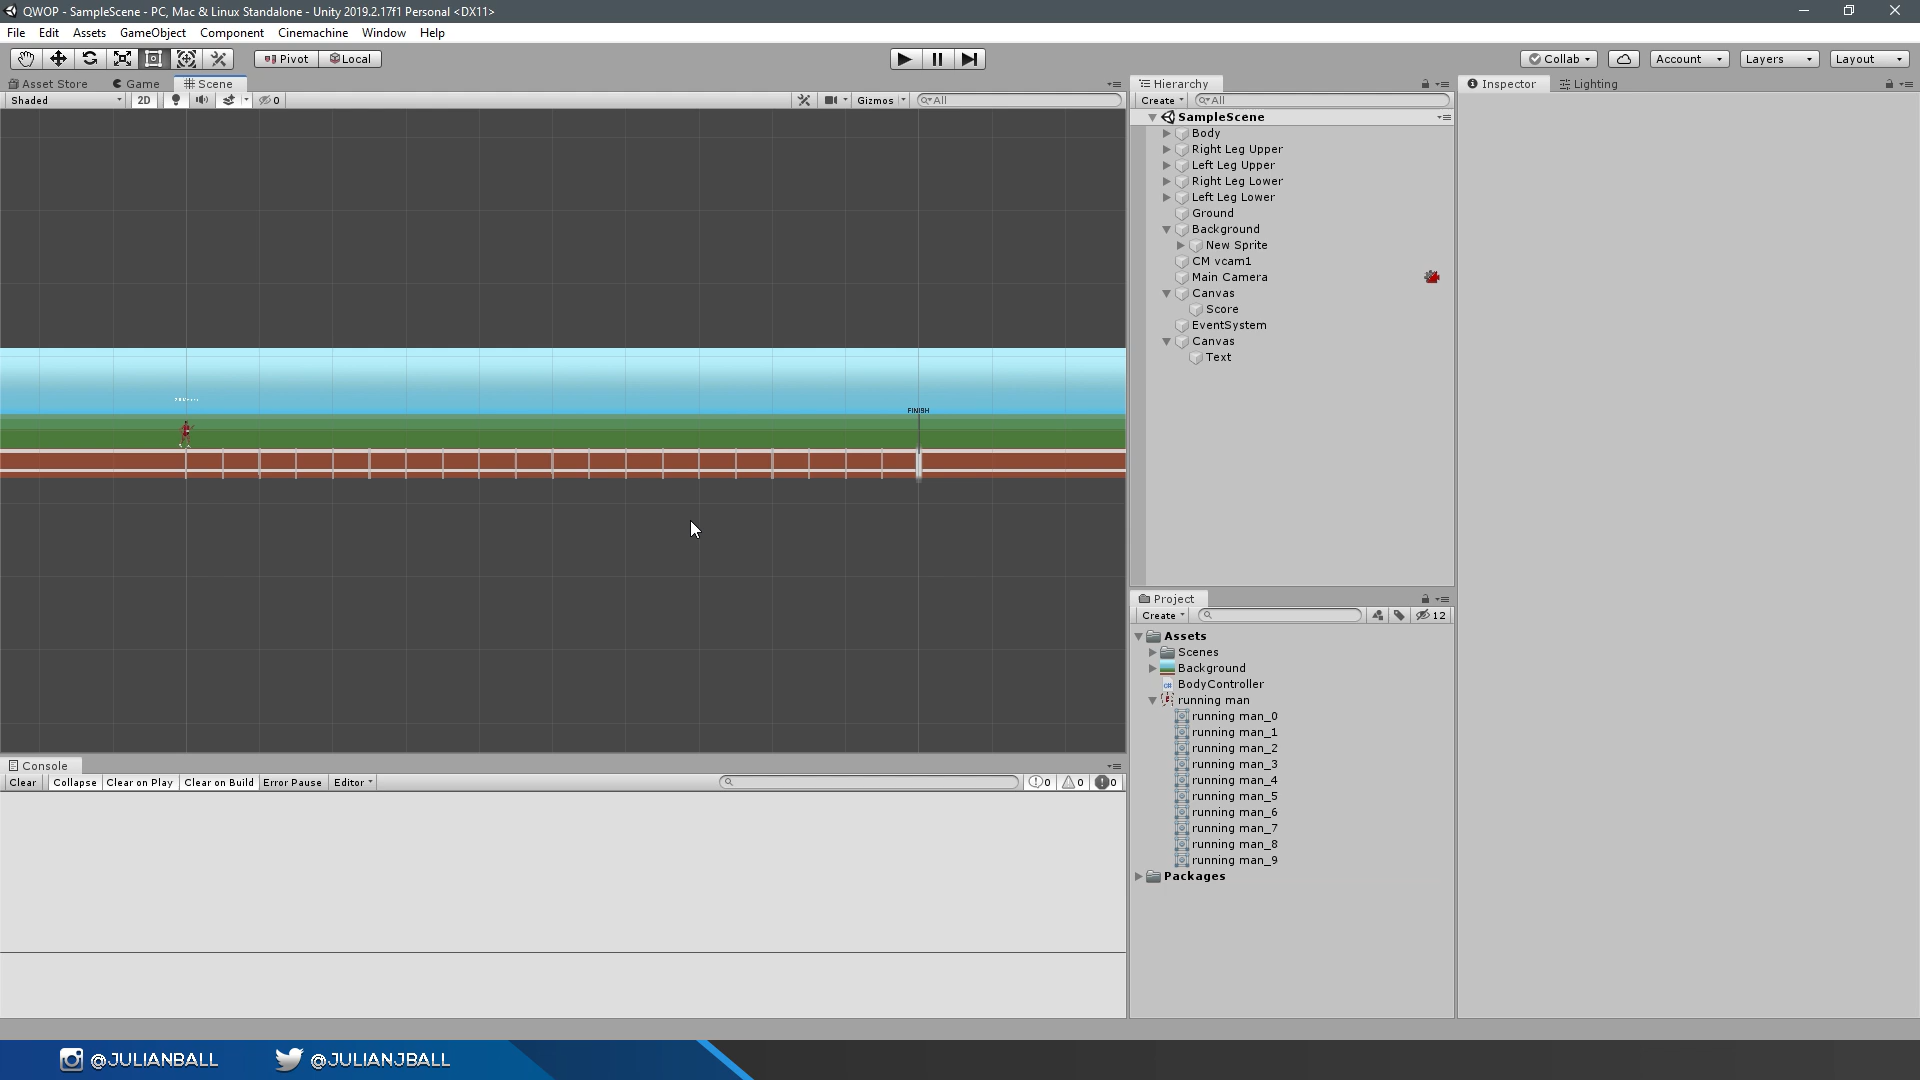 QWOP - SampleScene - PC, Mac & Linux Standalone - Unity 2019.2.17f1 Personal <DX11>
File Edit Assets GameObject Component Cinemachine Window Help
Pivot Local Collab Account Layers Layout
Asset Store Game Scene
Shaded 2D 0 Gizmos All
FINISH
Hierarchy
Create All
SampleScene
Body
Right Leg Upper
Left Leg Upper
Right Leg Lower
Left Leg Lower
Ground
Background
New Sprite
CM vcam1
Main Camera
Canvas
Score
EventSystem
Canvas
Text
Inspector Lighting
Project
Create 12
Assets
Scenes
Background
BodyController
running man
running man_0
running man_1
running man_2
running man_3
running man_4
running man_5
running man_6
running man_7
running man_8
running man_9
Packages
Console
Clear Collapse Clear on Play Clear on Build Error Pause Editor 0 0 0
@JULIANBALL @JULIANJBALL